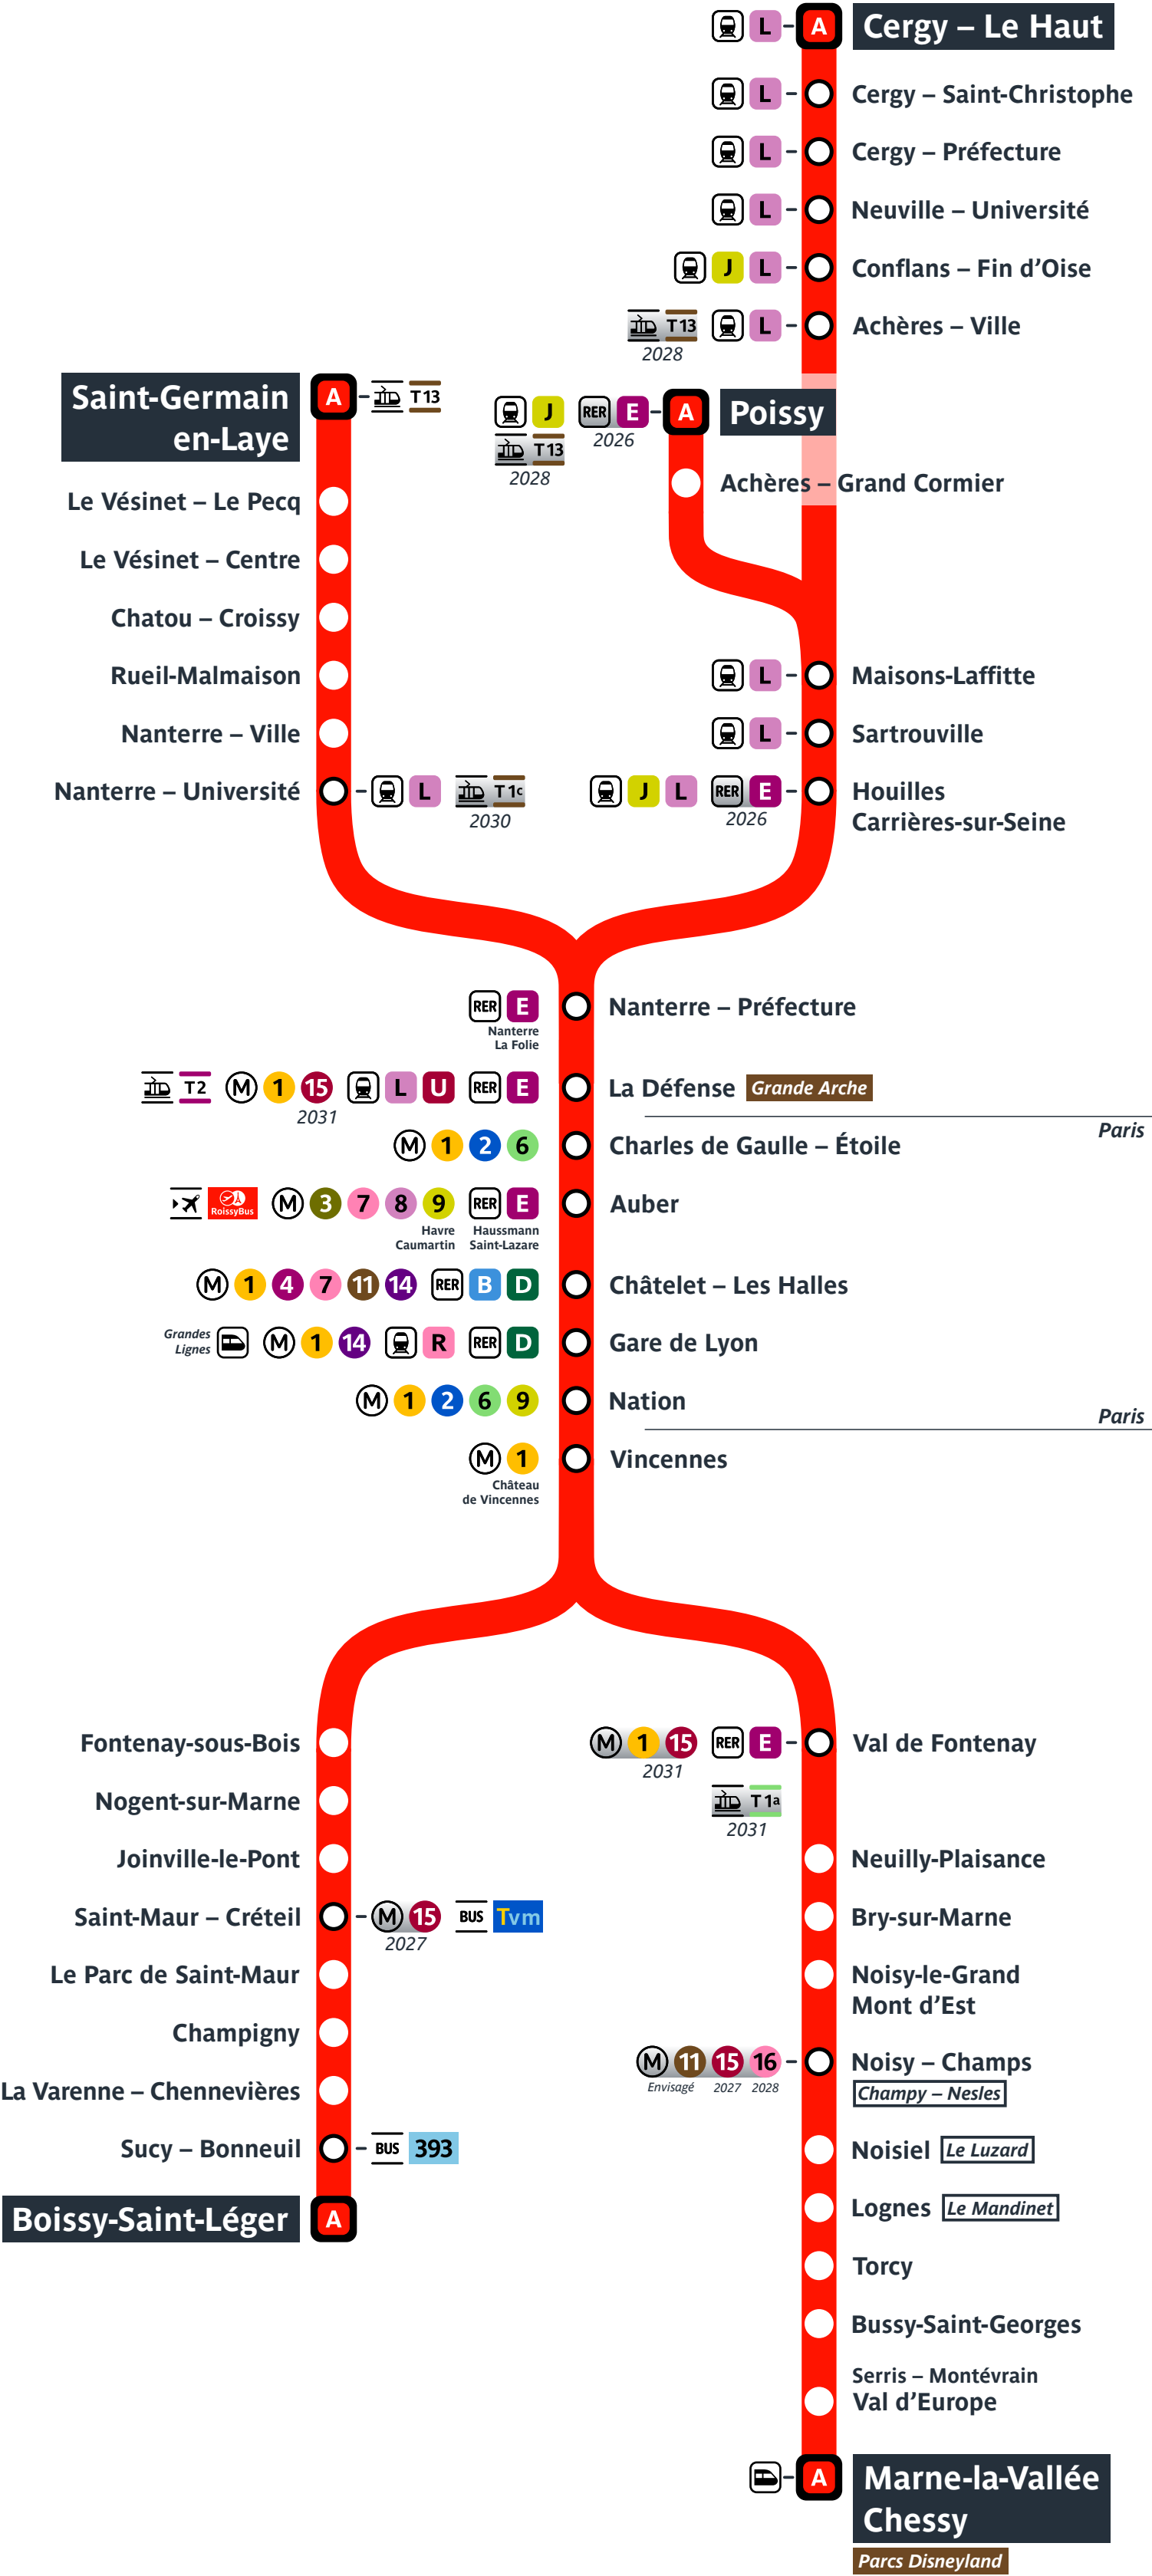 L A Cergy – Le Haut
L Cergy – Saint-Christophe
L Cergy – Préfecture
L Neuville – Université
J L Conflans – Fin d’Oise
T13 L Achères – Ville
2028
Saint-Germain
en-Laye
A T13
J RER E A Poissy
2026
T13
2028
Achères – Grand Cormier
Le Vésinet – Le Pecq
Le Vésinet – Centre
Chatou – Croissy
Rueil-Malmaison
Nanterre – Ville
Nanterre – Université L T1c
2030
L Maisons-Laffitte
L Sartrouville
J L RER E Houilles
Carrières-sur-Seine
2026
RER E Nanterre – Préfecture
Nanterre
La Folie
T2 M 1 15 L U RER E La Défense Grande Arche
2031
Paris
M 1 2 6 Charles de Gaulle – Étoile
RoissyBus M 3 7 8 9 RER E Auber
Havre
Caumartin
Haussmann
Saint-Lazare
M 1 4 7 11 14 RER B D Châtelet – Les Halles
Grandes
Lignes
M 1 14 R RER D Gare de Lyon
M 1 2 6 9 Nation
Paris
M 1 Vincennes
Château
de Vincennes
Fontenay-sous-Bois
Nogent-sur-Marne
Joinville-le-Pont
Saint-Maur – Créteil M 15 BUS Tvm
2027
Le Parc de Saint-Maur
Champigny
La Varenne – Chennevières
Sucy – Bonneuil BUS 393
Boissy-Saint-Léger A
M 1 15 RER E Val de Fontenay
2031
T1a
2031
Neuilly-Plaisance
Bry-sur-Marne
Noisy-le-Grand
Mont d’Est
M 11 15 16 Noisy – Champs
Envisagé 2027 2028
Champy – Nesles
Noisiel Le Luzard
Lognes Le Mandinet
Torcy
Bussy-Saint-Georges
Serris – Montévrain
Val d’Europe
A Marne-la-Vallée
Chessy
Parcs Disneyland